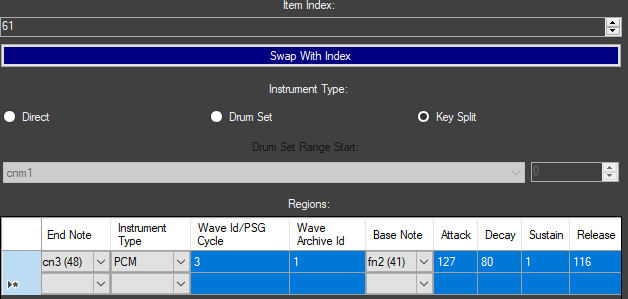 Item Index:
61
Swap With Index
Instrument Type:
Direct Drum Set Key Split
Drum Set Range Start:
cnm1 0
Regions:
End Note Instrument Type Wave Id/PSG Cycle Wave Archive Id Base Note Attack Decay Sustain Release
cn3 (48) PCM 3 1 fn2 (41) 127 80 1 116